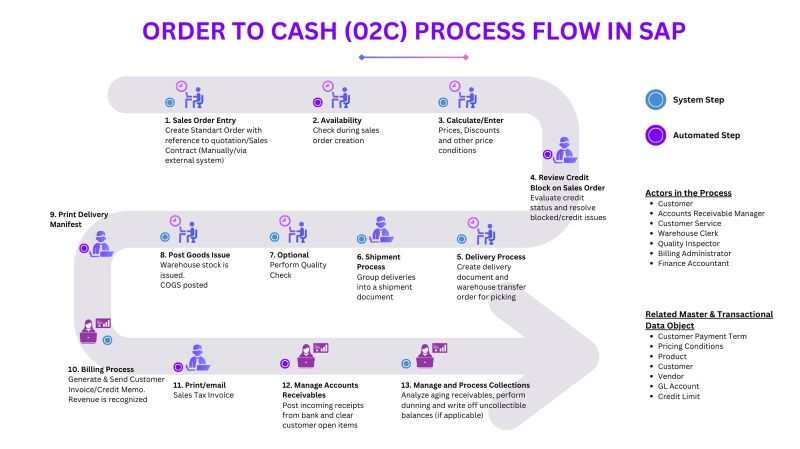 ORDER TO CASH (02C) PROCESS FLOW IN SAP
1. Sales Order Entry
Create Standart Order with
reference to quotation/Sales
Contract (Manually/via
external system)
2. Availability
Check during sales
order creation
3. Calculate/Enter
Prices, Discounts
and other price
conditions
4. Review Credit
Block on Sales Order
Evaluate credit
status and resolve
blocked/credit issues
5. Delivery Process
Create delivery
document and
warehouse transfer
order for picking
6. Shipment
Process
Group deliveries
into a shipment
document
7. Optional
Perform Quality
Check
8. Post Goods Issue
Warehouse stock is
issued.
COGS posted
9. Print Delivery
Manifest
10. Billing Process
Generate & Send Customer
Invoice/Credit Memo.
Revenue is recognized
11. Print/email
Sales Tax Invoice
12. Manage Accounts
Receivables
Post incoming receipts
from bank and clear
customer open items
13. Manage and Process Collections
Analyze aging receivables, perform
dunning and write off uncollectible
balances (if applicable)
System Step
Automated Step
Actors in the Process
Customer
Accounts Receivable Manager
Customer Service
Warehouse Clerk
Quality Inspector
Billing Administrator
Finance Accountant
Related Master & Transactional
Data Object
Customer Payment Term
Pricing Conditions
Product
Customer
Vendor
GL Account
Credit Limit